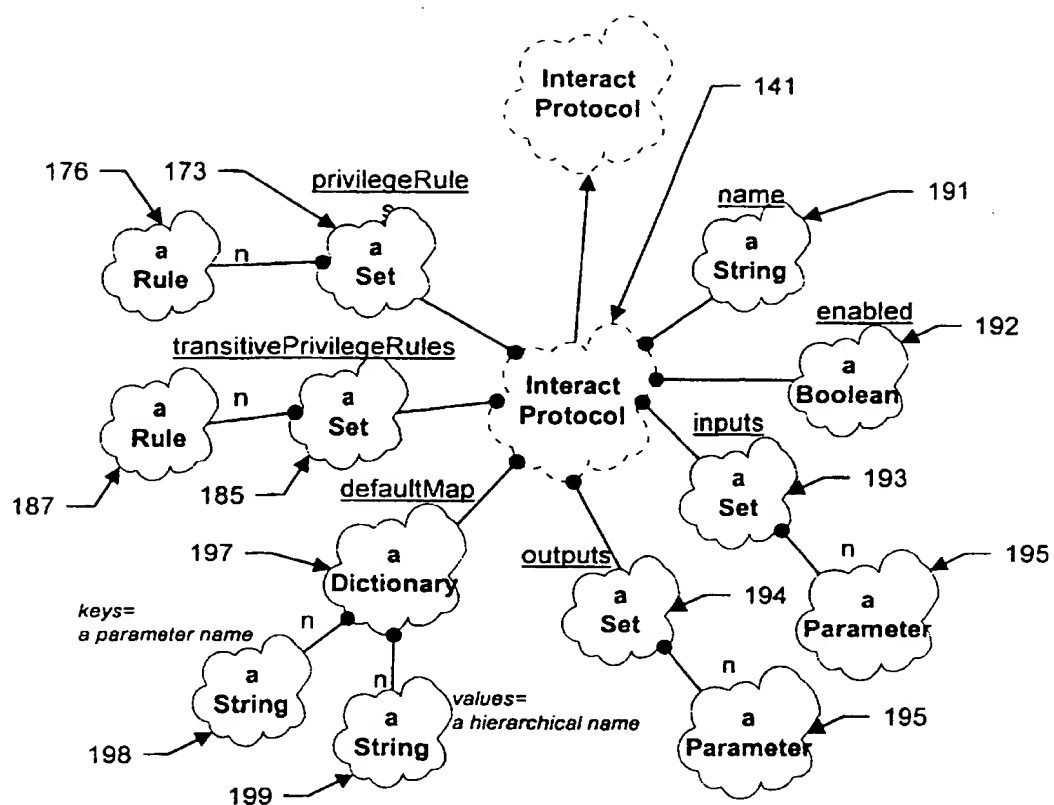 Interact
Protocol
141
176
173
privilegeRule
s
name
191
a
Rule
n
a
Set
a
String
enabled
192
transitivePrivilegeRules
a
Boolean
a
Rule
n
a
Set
Interact
Protocol
inputs
187
185
defaultMap
a
Set
193
197
a
Dictionary
outputs
n
195
keys=
a parameter name
n
a
Set
194
a
Parameter
a
String
n
values=
a hierarchical name
n
a
String
a
Parameter
195
198
199